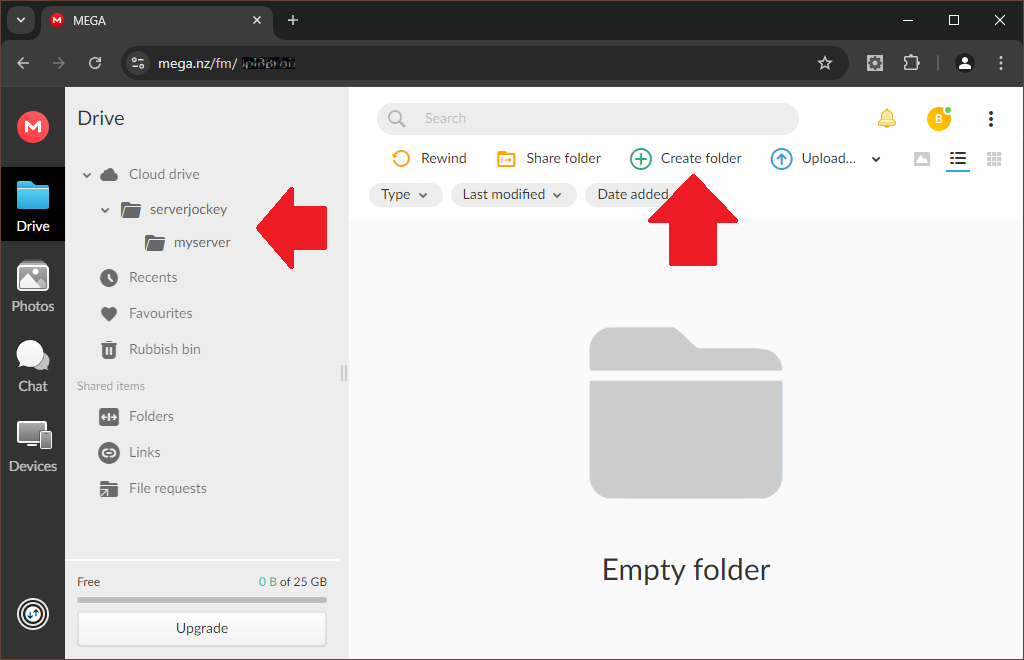 MEGA
mega.nz/fm/
Drive
Search
B
Rewind
Share folder
Create folder
Upload...
Cloud drive
Drive
serverjockey
Type
Last modified
Date added
myserver
Recents
Photos
Favourites
Rubbish bin
Chat
Shared items
Folders
Links
Devices
File requests
Empty folder
Free
0 B of 25 GB
Upgrade